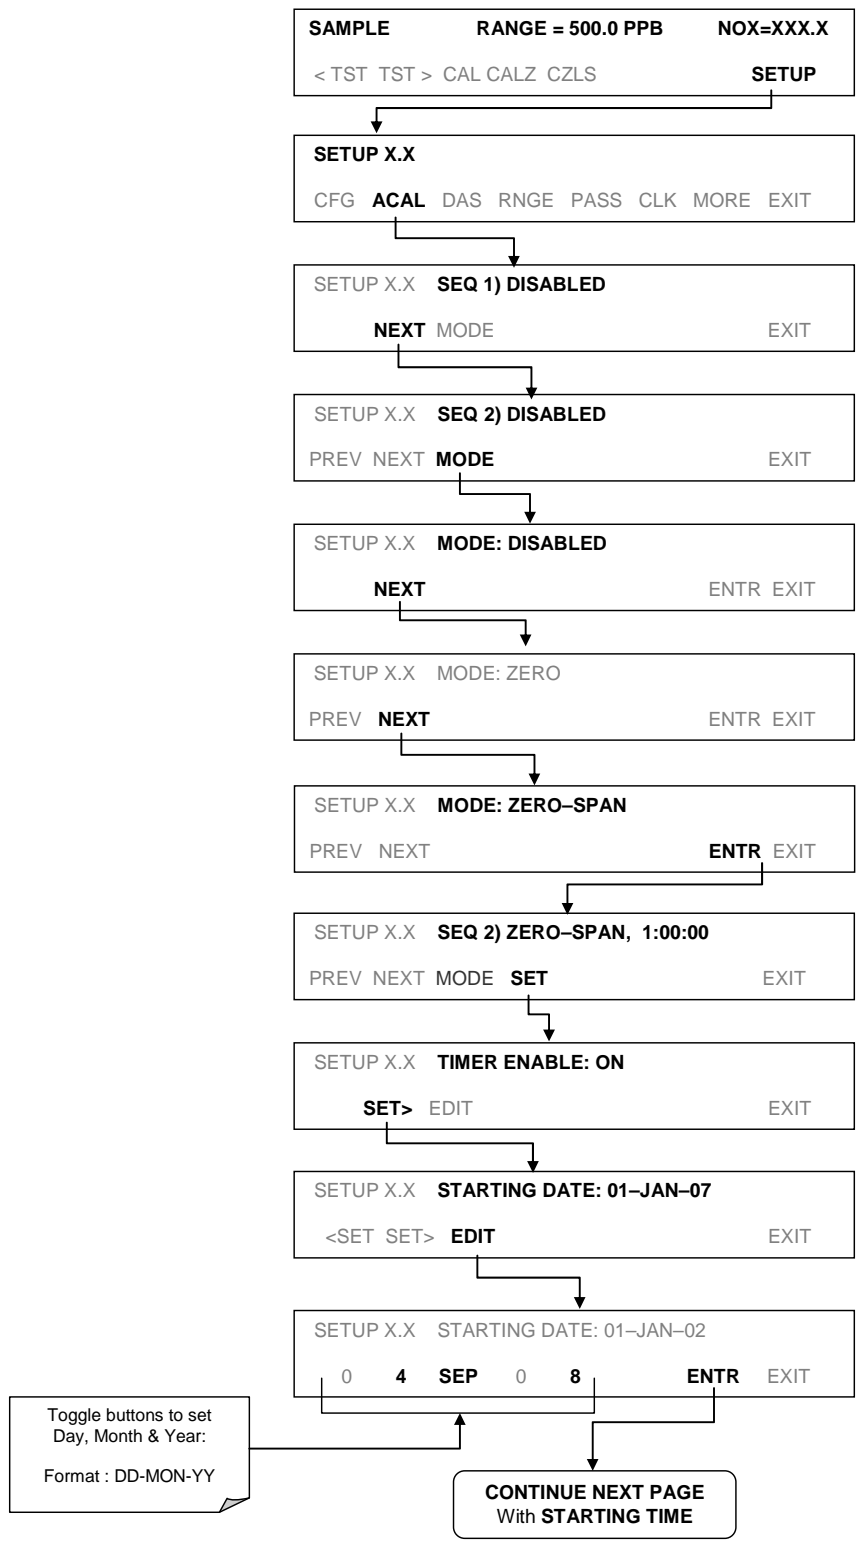 SAMPLE RANGE = 500.0 PPB NOX=XXX.X
< TST TST > CAL CALZ CZLS SETUP
SETUP X.X
CFG ACAL DAS RNGE PASS CLK MORE EXIT
SETUP X.X SEQ 1) DISABLED
NEXT MODE EXIT
SETUP X.X SEQ 2) DISABLED
PREV NEXT MODE EXIT
SETUP X.X MODE: DISABLED
NEXT ENTR EXIT
SETUP X.X MODE: ZERO
PREV NEXT ENTR EXIT
SETUP X.X MODE: ZERO–SPAN
PREV NEXT ENTR EXIT
SETUP X.X SEQ 2) ZERO–SPAN, 1:00:00
PREV NEXT MODE SET EXIT
SETUP X.X TIMER ENABLE: ON
SET> EDIT EXIT
SETUP X.X STARTING DATE: 01–JAN–07
<SET SET> EDIT EXIT
SETUP X.X STARTING DATE: 01–JAN–02
0 4 SEP 0 8 ENTR EXIT
Toggle buttons to set
Day, Month & Year:
Format : DD-MON-YY
CONTINUE NEXT PAGE
With STARTING TIME